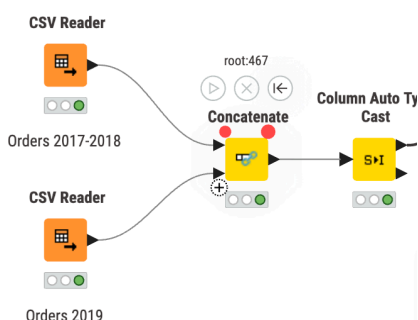 CSV Reader
Orders 2017-2018
root:467
Concatenate
Column Auto Ty
Cast
S▸I
CSV Reader
Orders 2019